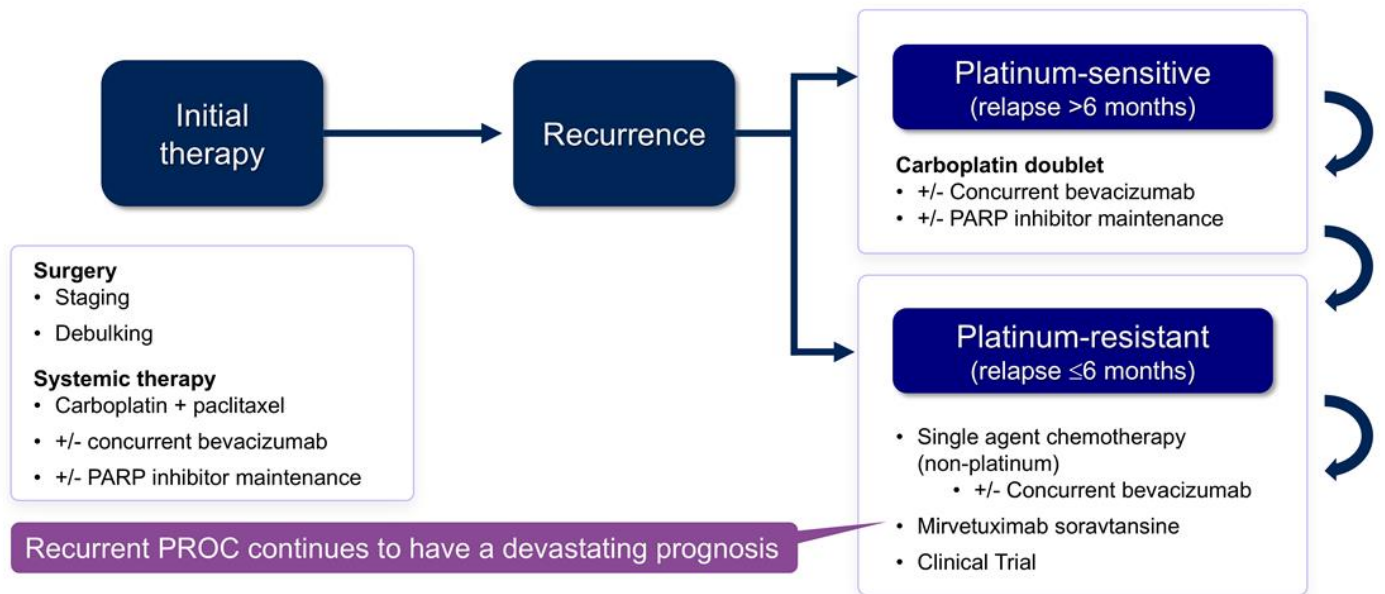 Initial
therapy
Recurrence
Platinum-sensitive
(relapse >6 months)
Carboplatin doublet
• +/- Concurrent bevacizumab
• +/- PARP inhibitor maintenance
Surgery
• Staging
• Debulking
Systemic therapy
• Carboplatin + paclitaxel
• +/- concurrent bevacizumab
• +/- PARP inhibitor maintenance
Platinum-resistant
(relapse ≤6 months)
• Single agent chemotherapy
(non-platinum)
• +/- Concurrent bevacizumab
• Mirvetuximab soravtansine
• Clinical Trial
Recurrent PROC continues to have a devastating prognosis